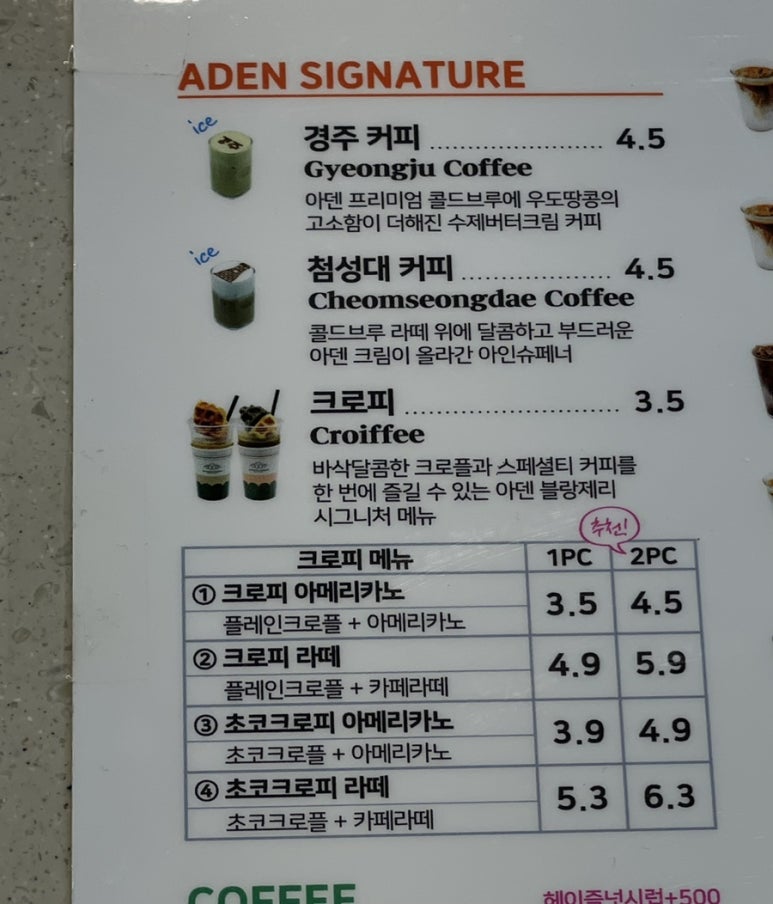 ADEN SIGNATURE
ice
경주 커피 ........................ 4.5
Gyeongju Coffee
아덴 프리미엄 콜드브루에 우도땅콩의
고소함이 더해진 수제버터크림 커피
ice
첨성대 커피 ..................... 4.5
Cheomseongdae Coffee
콜드브루 라떼 위에 달콤하고 부드러운
아덴 크림이 올라간 아인슈페너
크로피 .............................. 3.5
Croiffee
바삭달콤한 크로플과 스페셜티 커피를
한 번에 즐길 수 있는 아덴 블랑제리
시그니처 메뉴
추천!
크로피 메뉴 1PC 2PC
① 크로피 아메리카노 3.5 4.5
플레인크로플 + 아메리카노
② 크로피 라떼 4.9 5.9
플레인크로플 + 카페라떼
③ 초코크로피 아메리카노 3.9 4.9
초코크로플 + 아메리카노
④ 초코크로피 라떼 5.3 6.3
초코크로플 + 카페라떼
COFFEE 헤이즐넛시럽+500